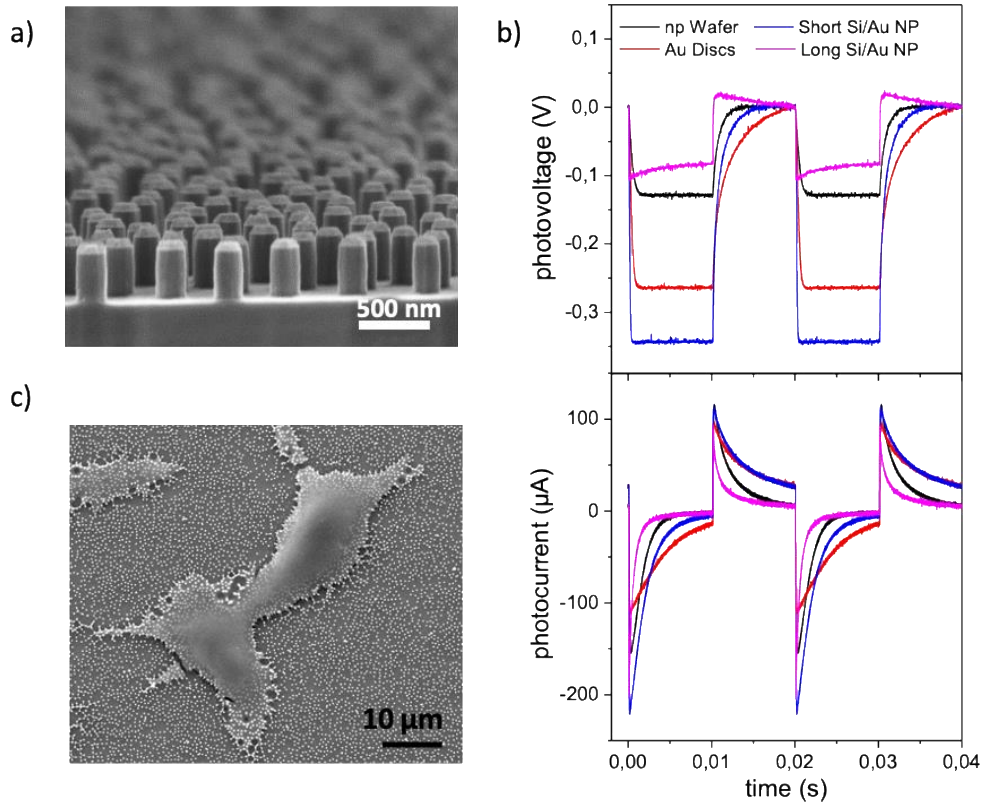 a)
500 nm
b)
np Wafer
Short Si/Au NP
Au Discs
Long Si/Au NP
photovoltage (V)
0,1
0,0
-0,1
-0,2
-0,3
photocurrent (µA)
100
0
-100
-200
0,00 0,01 0,02 0,03 0,04
time (s)
c)
10 µm